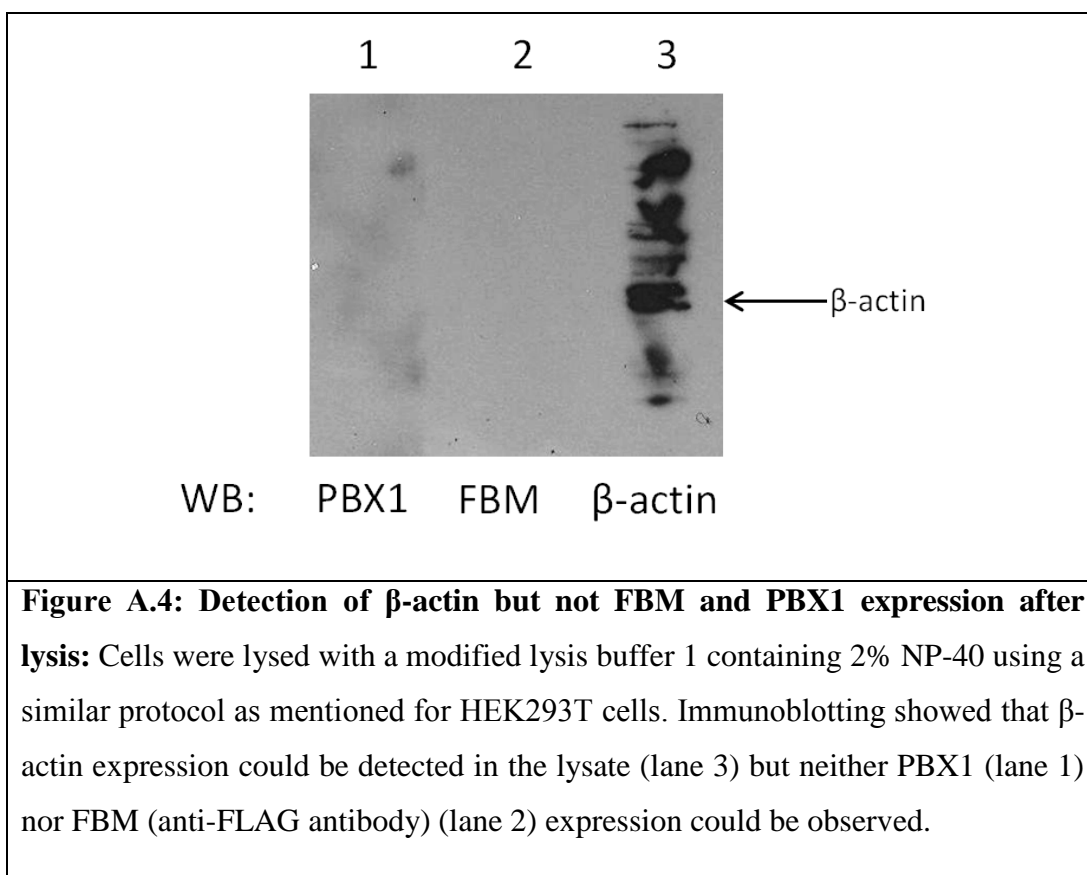 1 2 3
β-actin
WB: PBX1 FBM β-actin
Figure A.4: Detection of β-actin but not FBM and PBX1 expression after
lysis: Cells were lysed with a modified lysis buffer 1 containing 2% NP-40 using a
similar protocol as mentioned for HEK293T cells. Immunoblotting showed that β-
actin expression could be detected in the lysate (lane 3) but neither PBX1 (lane 1)
nor FBM (anti-FLAG antibody) (lane 2) expression could be observed.